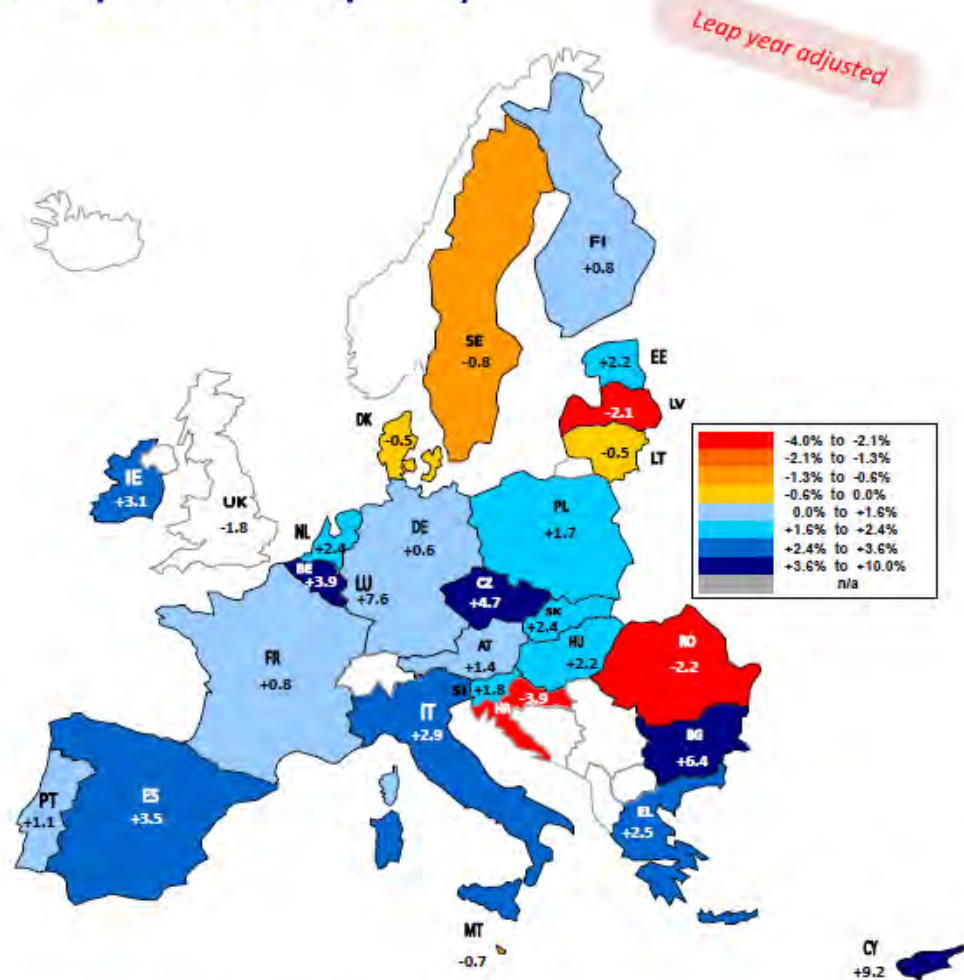 Leap year adjusted
FI
+0.8
SE
-0.8
EE
+2.2
LV
-2.1
DK
-0.5
LT
-0.5
-4.0% to -2.1%
-2.1% to -1.3%
-1.3% to -0.6%
-0.6% to 0.0%
0.0% to +1.6%
+1.6% to +2.4%
+2.4% to +3.6%
+3.6% to +10.0%
n/a
IE
+3.1
UK
-1.8
NL
+2.4
DE
+0.6
PL
+1.7
BE
+3.9
LU
+7.6
CZ
+4.7
SK
+2.4
FR
+0.8
AT
+1.4
HU
+2.2
RO
-2.2
SI
+1.8
HR
-3.9
IT
+2.9
BG
+6.4
PT
+1.1
ES
+3.5
EL
+2.5
MT
-0.7
CY
+9.2